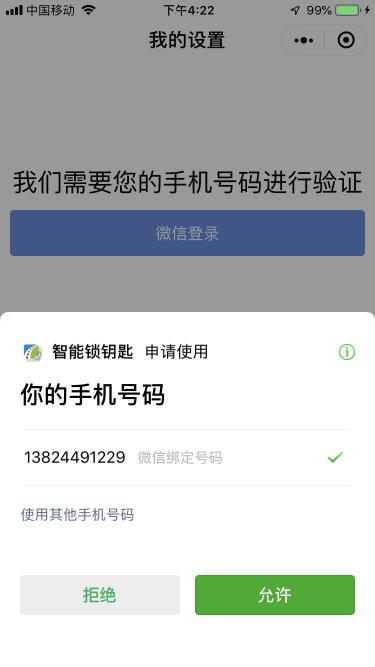 中国移动 下午4:22 99%
我的设置
我们需要您的手机号码进行验证
微信登录
智能锁钥匙 申请使用
你的手机号码
13824491229 微信绑定号码
使用其他手机号码
拒绝 允许